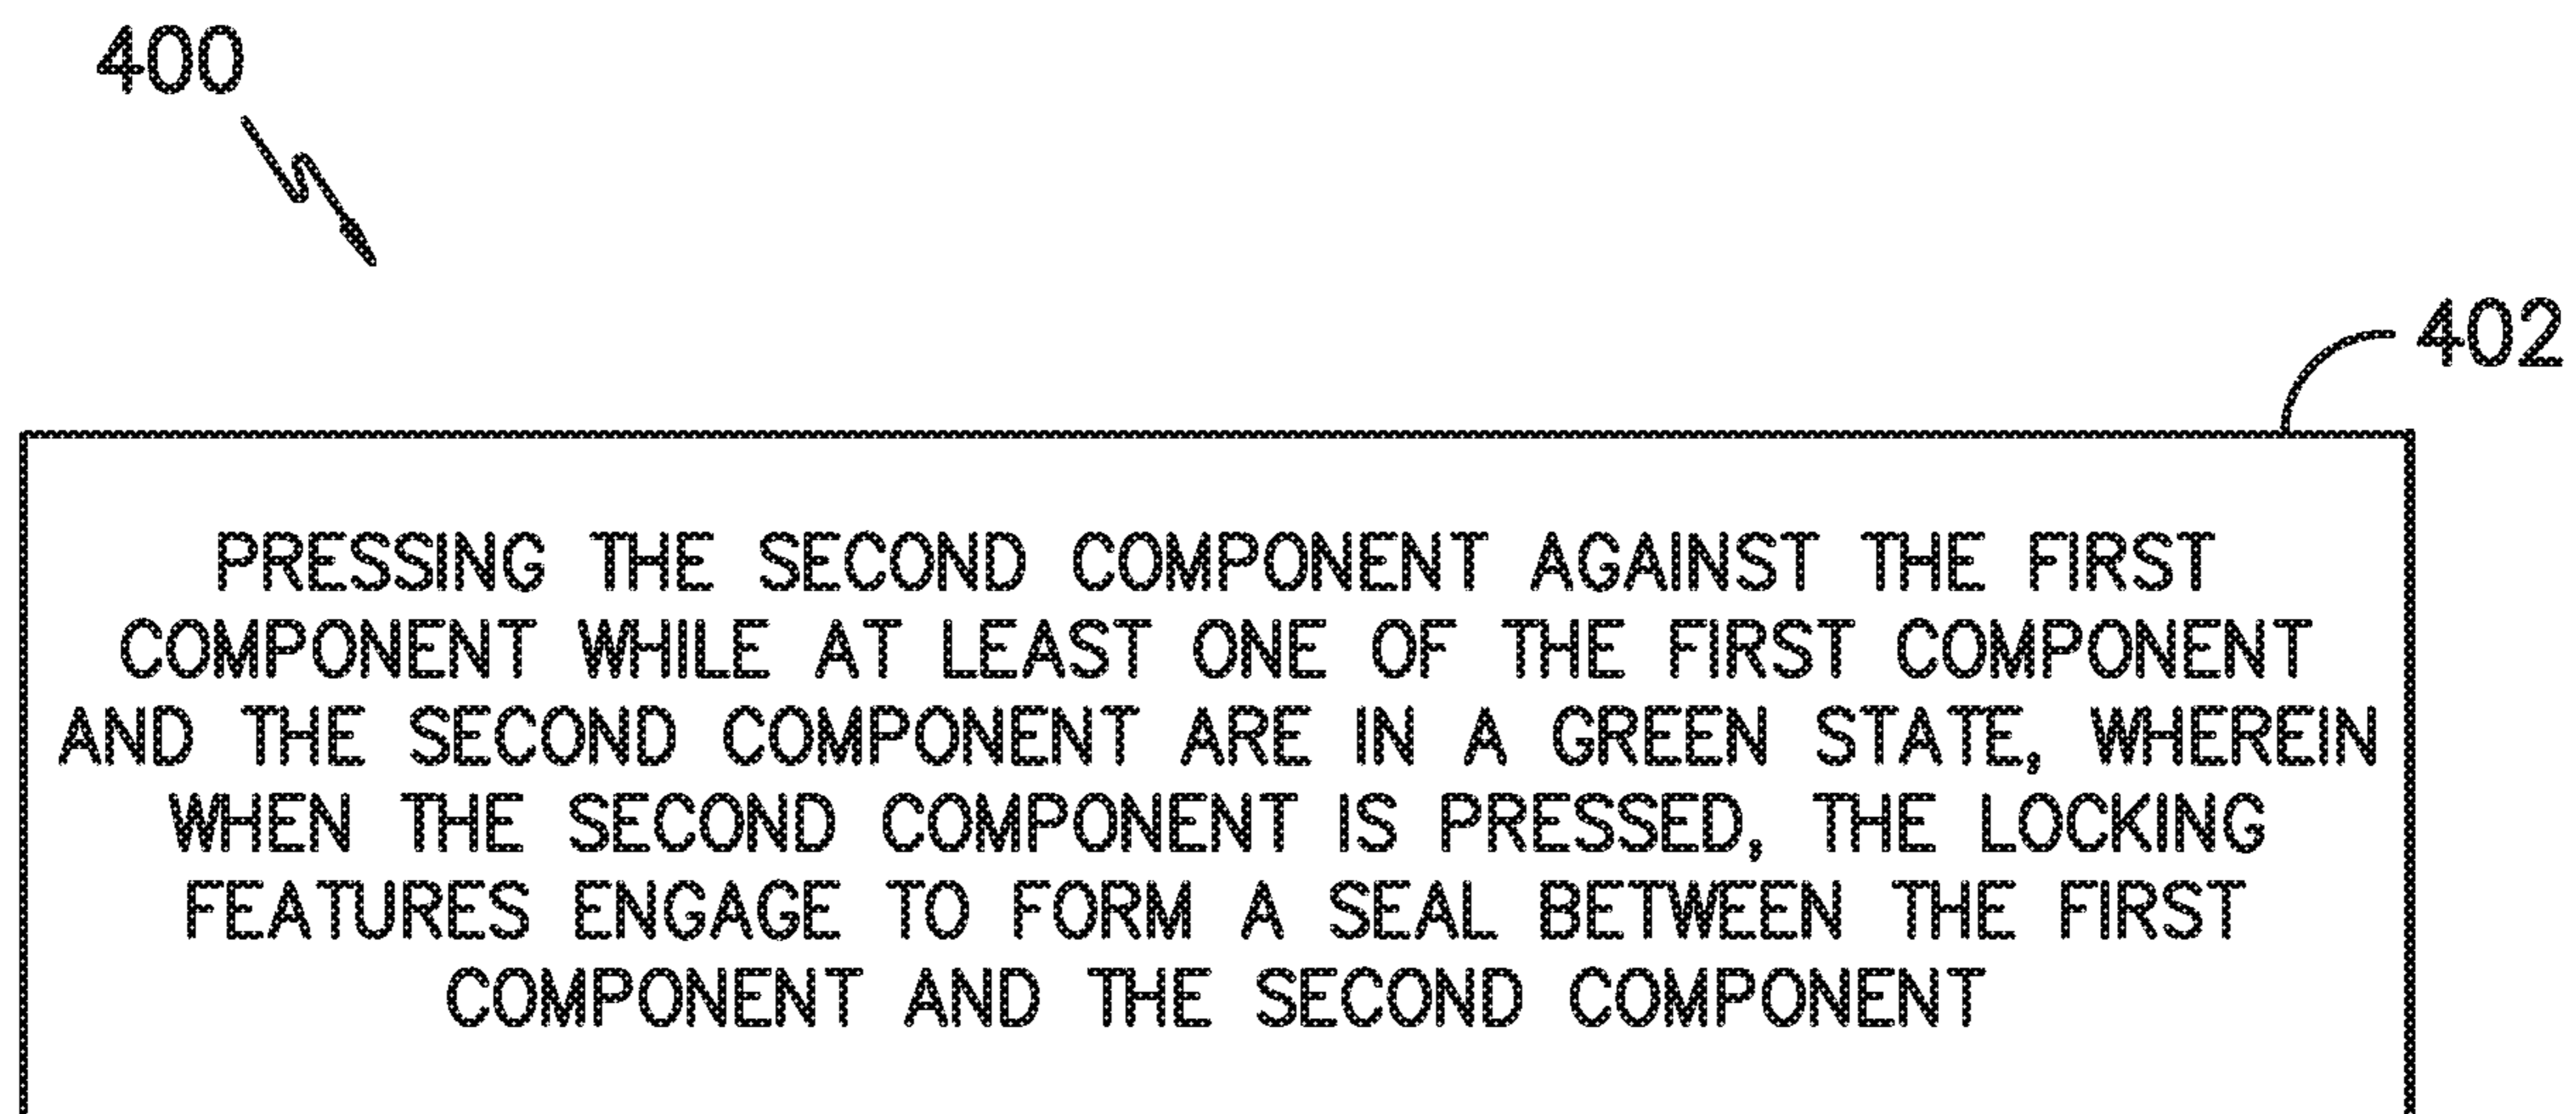 400
402
PRESSING THE SECOND COMPONENT AGAINST THE FIRST
COMPONENT WHILE AT LEAST ONE OF THE FIRST COMPONENT
AND THE SECOND COMPONENT ARE IN A GREEN STATE, WHEREIN
WHEN THE SECOND COMPONENT IS PRESSED, THE LOCKING
FEATURES ENGAGE TO FORM A SEAL BETWEEN THE FIRST
COMPONENT AND THE SECOND COMPONENT